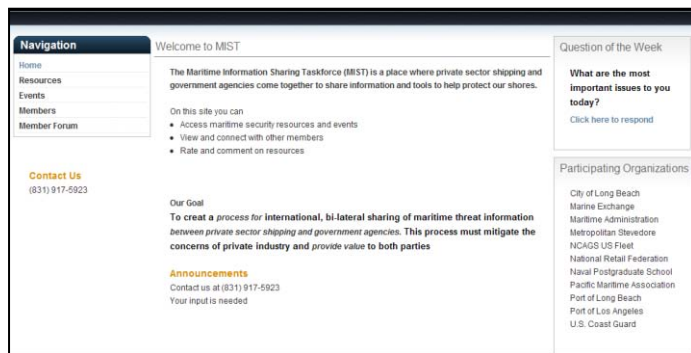 Navigation
Home
Resources
Events
Members
Member Forum
Contact Us
(831) 917-5923
Welcome to MIST
The Maritime Information Sharing Taskforce (MIST) is a place where private sector shipping and
government agencies come together to share information and tools to help protect our shores.
On this site you can
• Access maritime security resources and events
• View and connect with other members
• Rate and comment on resources
Our Goal
To creat a process for international, bi-lateral sharing of maritime threat information
between private sector shipping and government agencies. This process must mitigate the
concerns of private industry and provide value to both parties
Announcements
Contact us at (831) 917-5923
Your input is needed
Question of the Week
What are the most
important issues to you
today?
Click here to respond
Participating Organizations
City of Long Beach
Marine Exchange
Maritime Administration
Metropolitan Stevedore
NCAGS US Fleet
National Retail Federation
Naval Postgraduate School
Pacific Maritime Association
Port of Long Beach
Port of Los Angeles
U.S. Coast Guard